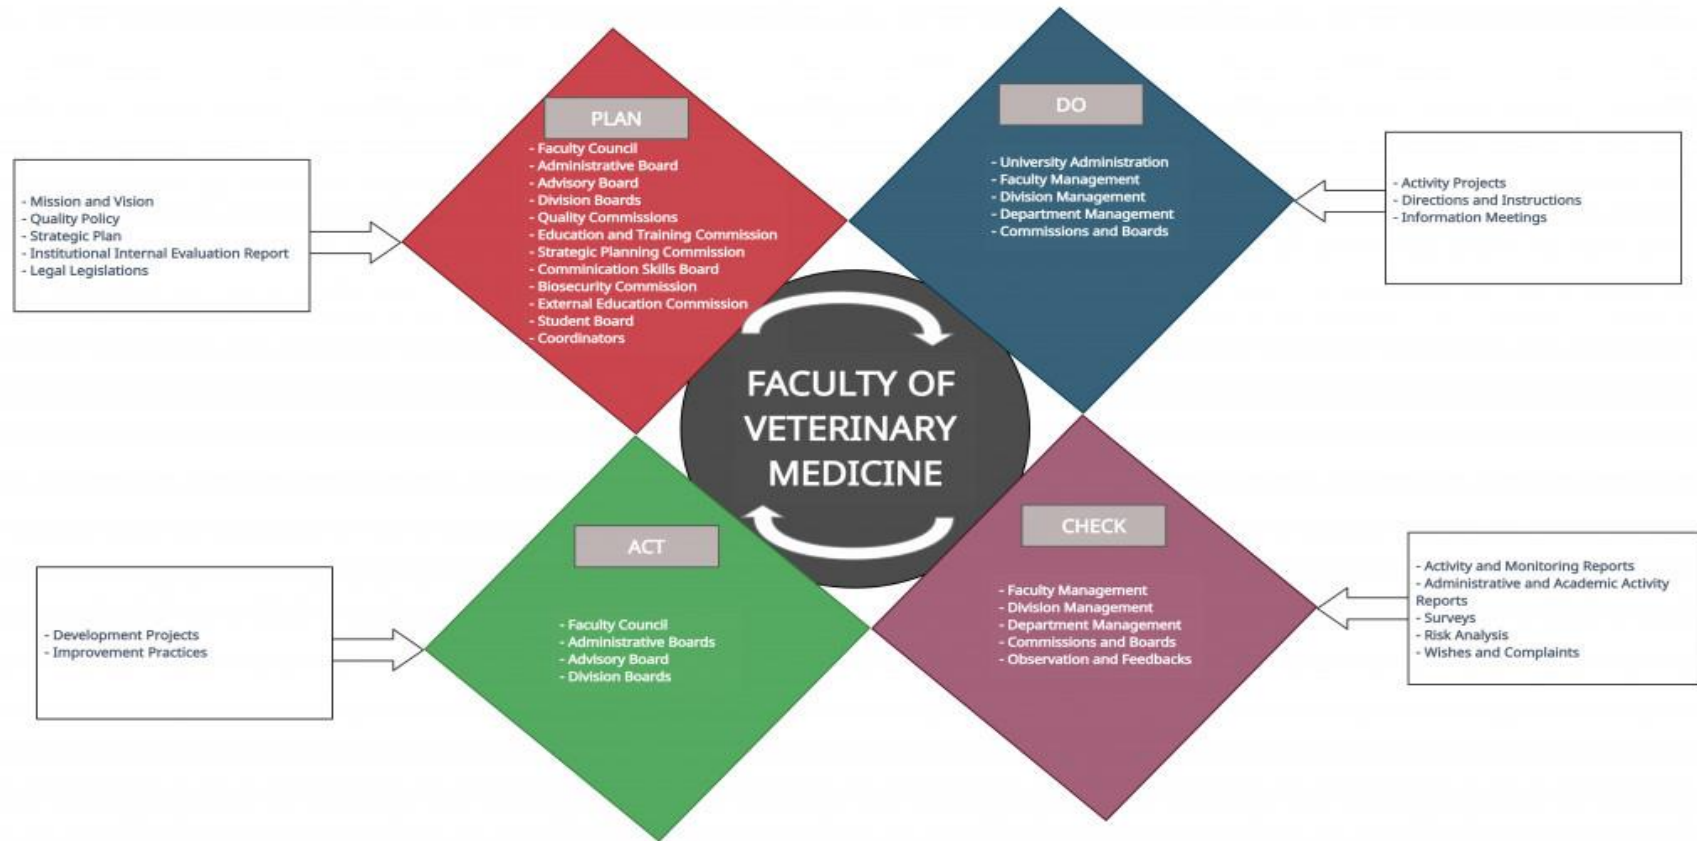 PLAN
- Faculty Council
- Administrative Board
- Advisory Board
- Division Boards
- Quality Commissions
- Education and Training Commission
- Strategic Planning Commission
- Comminication Skills Board
- Biosecurity Commission
- External Education Commission
- Student Board
- Coordinators
- Mission and Vision
- Quality Policy
- Strategic Plan
- Institutional Internal Evaluation Report
- Legal Legislations
DO
- University Administration
- Faculty Management
- Division Management
- Department Management
- Commissions and Boards
- Activity Projects
- Directions and Instructions
- Information Meetings
FACULTY OF
VETERINARY
MEDICINE
ACT
- Faculty Council
- Administrative Boards
- Advisory Board
- Division Boards
- Development Projects
- Improvement Practices
CHECK
- Faculty Management
- Division Management
- Department Management
- Commissions and Boards
- Observation and Feedbacks
- Activity and Monitoring Reports
- Administrative and Academic Activity
Reports
- Surveys
- Risk Analysis
- Wishes and Complaints